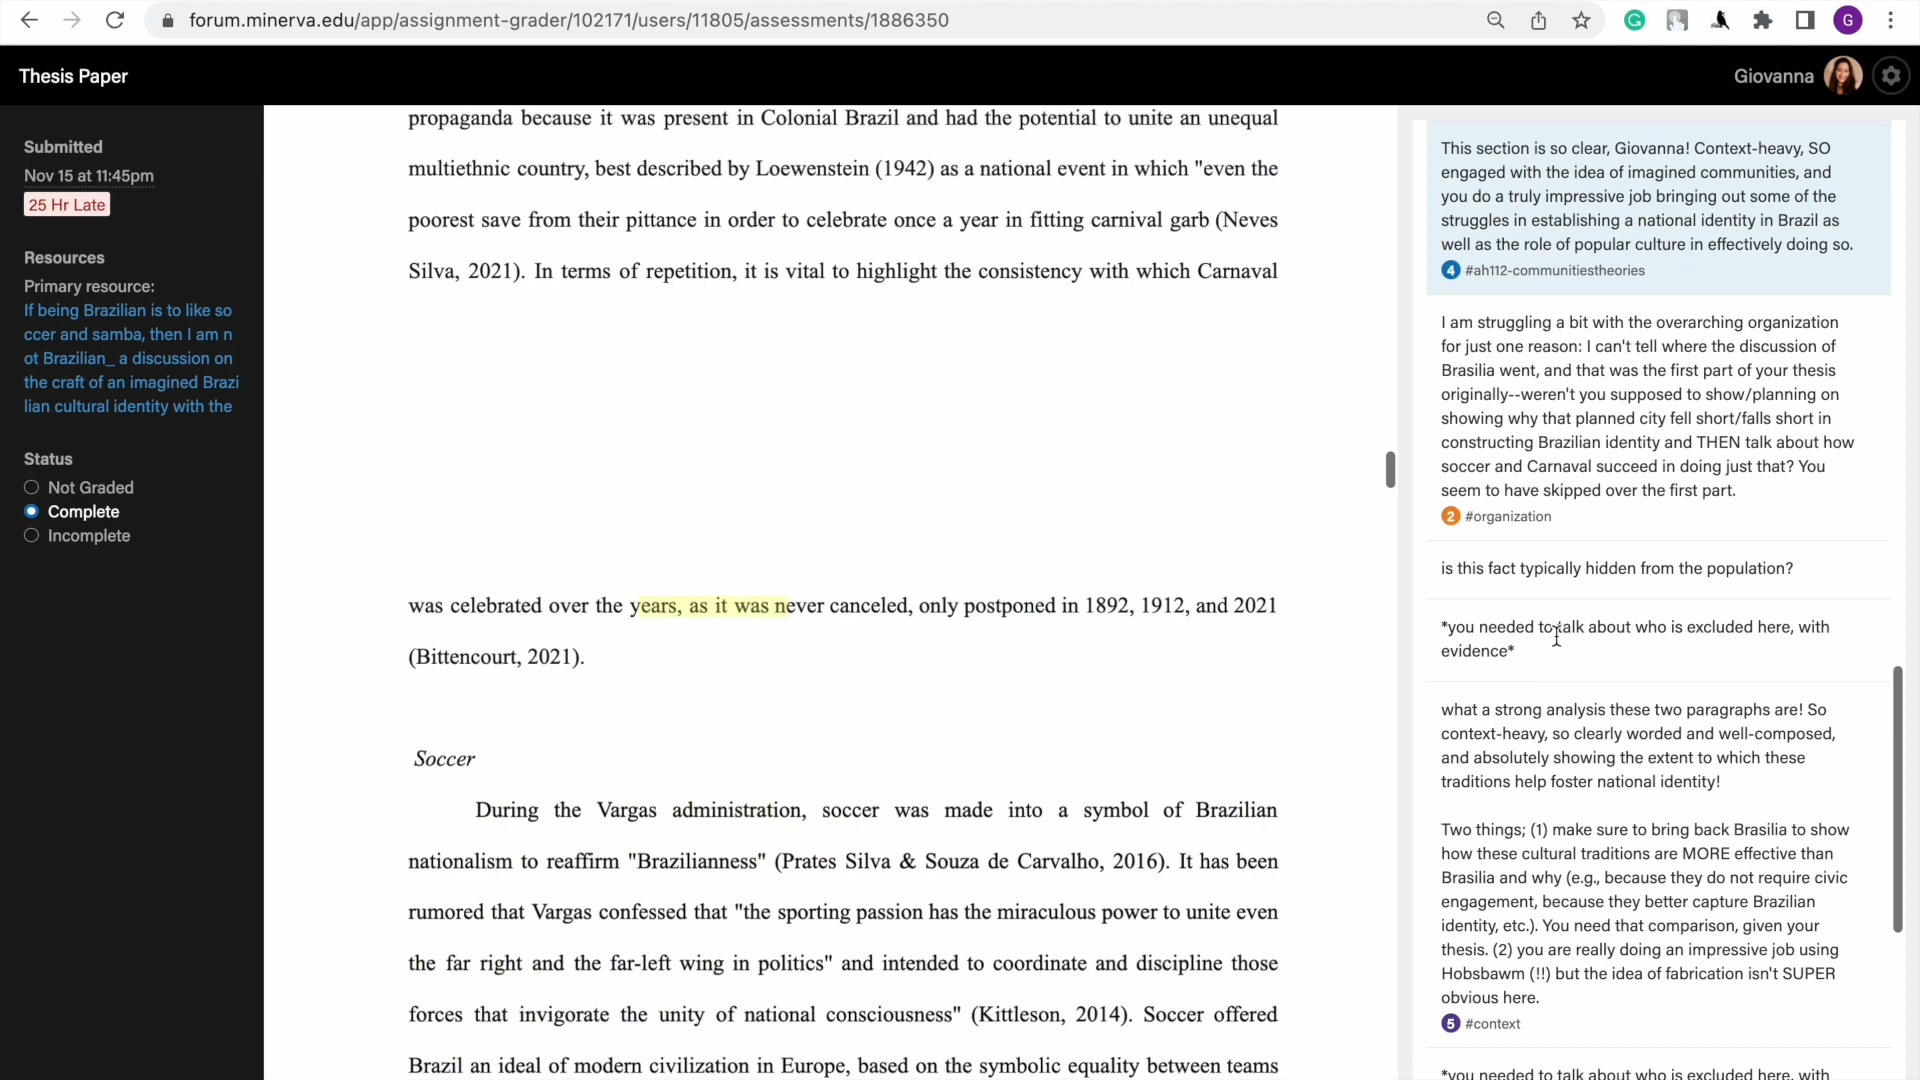 forum.minerva.edu/app/assignment-grader/102171/users/11805/assessments/1886350
G
Thesis Paper
Giovanna
Submitted
Nov 15 at 11:45pm
25 Hr Late
Resources
Primary resource:
If being Brazilian is to like so
ccer and samba, then I am n
ot Brazilian_ a discussion on
the craft of an imagined Brazi
lian cultural identity with the
Status
Not Graded
Complete
Incomplete
propaganda because it was present in Colonial Brazil and had the potential to unite an unequal
multiethnic country, best described by Loewenstein (1942) as a national event in which "even the
poorest save from their pittance in order to celebrate once a year in fitting carnival garb (Neves
Silva, 2021). In terms of repetition, it is vital to highlight the consistency with which Carnaval
was celebrated over the years, as it was never canceled, only postponed in 1892, 1912, and 2021
(Bittencourt, 2021).
Soccer
During the Vargas administration, soccer was made into a symbol of Brazilian
nationalism to reaffirm "Brazilianness" (Prates Silva & Souza de Carvalho, 2016). It has been
rumored that Vargas confessed that "the sporting passion has the miraculous power to unite even
the far right and the far-left wing in politics" and intended to coordinate and discipline those
forces that invigorate the unity of national consciousness" (Kittleson, 2014). Soccer offered
Brazil an ideal of modern civilization in Europe, based on the symbolic equality between teams
This section is so clear, Giovanna! Context-heavy, SO
engaged with the idea of imagined communities, and
you do a truly impressive job bringing out some of the
struggles in establishing a national identity in Brazil as
well as the role of popular culture in effectively doing so.
4 #ah112-communitiestheories
I am struggling a bit with the overarching organization
for just one reason: I can't tell where the discussion of
Brasilia went, and that was the first part of your thesis
originally--weren't you supposed to show/planning on
showing why that planned city fell short/falls short in
constructing Brazilian identity and THEN talk about how
soccer and Carnaval succeed in doing just that? You
seem to have skipped over the first part.
2 #organization
is this fact typically hidden from the population?
*you needed to talk about who is excluded here, with
evidence*
what a strong analysis these two paragraphs are! So
context-heavy, so clearly worded and well-composed,
and absolutely showing the extent to which these
traditions help foster national identity!
Two things; (1) make sure to bring back Brasilia to show
how these cultural traditions are MORE effective than
Brasilia and why (e.g., because they do not require civic
engagement, because they better capture Brazilian
identity, etc.). You need that comparison, given your
thesis. (2) you are really doing an impressive job using
Hobsbawm (!!) but the idea of fabrication isn't SUPER
obvious here.
5 #context
*you needed to talk about who is excluded here, with